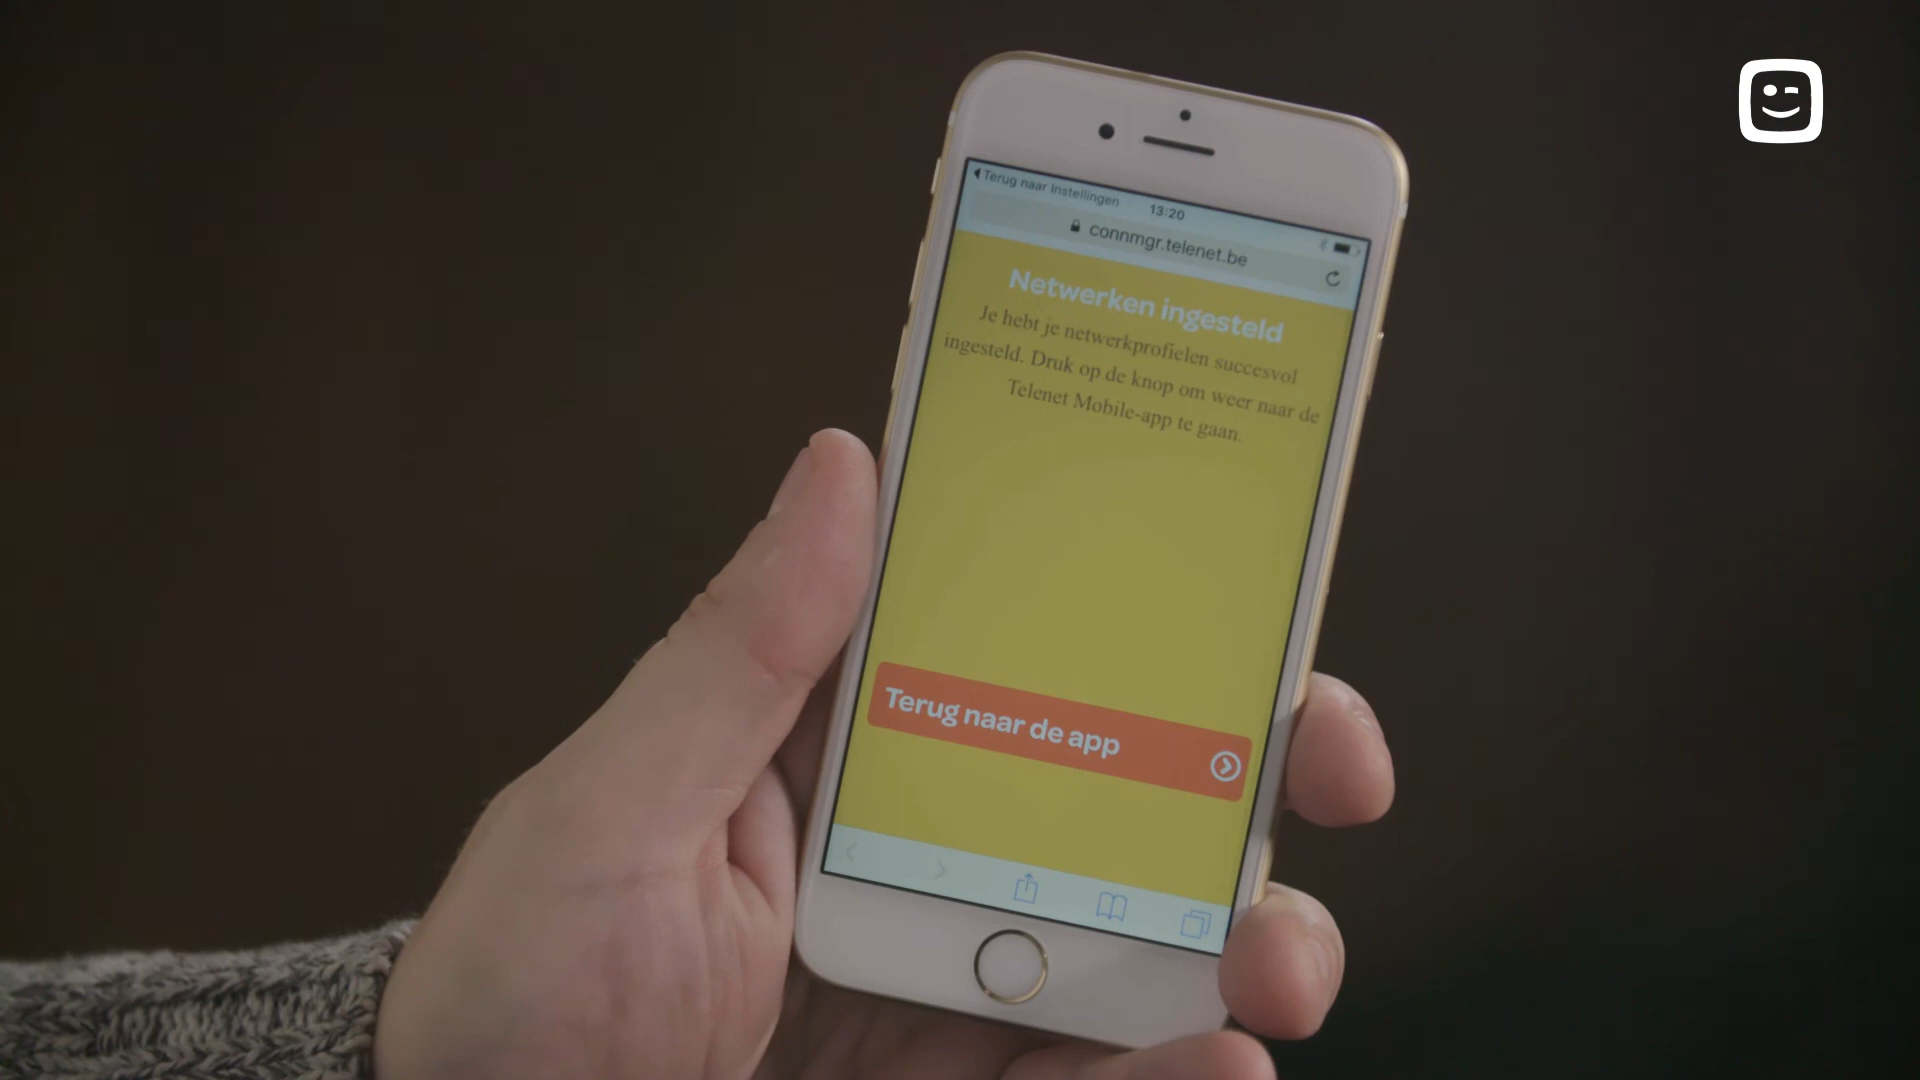 Terug naar Instellingen
13:20
connmgr.telenet.be
Netwerken ingesteld
Je hebt je netwerkprofielen succesvol
ingesteld. Druk op de knop om weer naar de
Telenet Mobile-app te gaan.
Terug naar de app